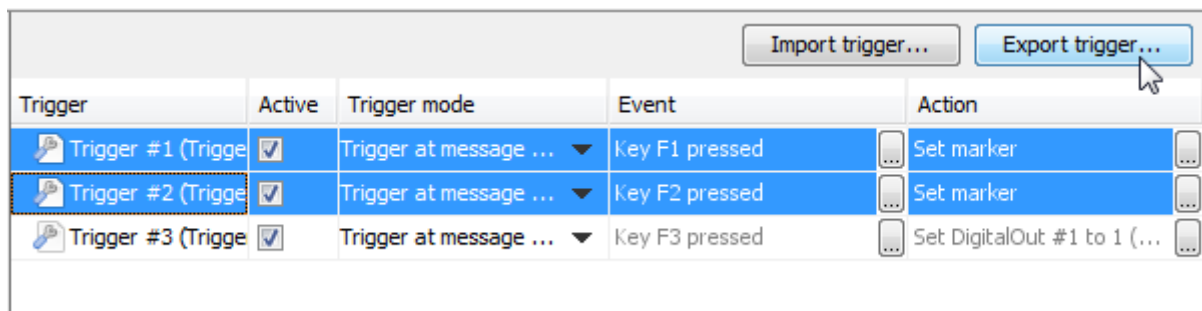 Import trigger... Export trigger...
Trigger Active Trigger mode Event Action
Trigger #1 (Trigge Trigger at message ... Key F1 pressed ... Set marker ...
Trigger #2 (Trigge Trigger at message ... Key F2 pressed ... Set marker ...
Trigger #3 (Trigge Trigger at message ... Key F3 pressed ... Set DigitalOut #1 to 1 (... ...